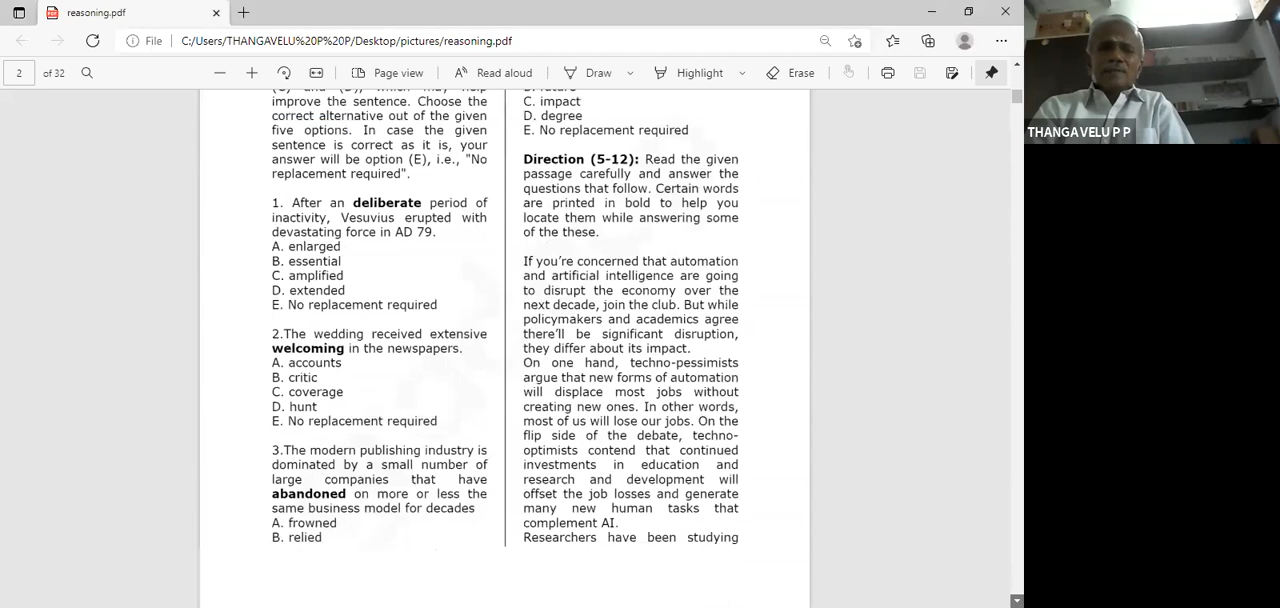 reasoning.pdf
File
C:/Users/THANGAVELU%20P%20P/Desktop/pictures/reasoning.pdf
2 of 32
Page view
Read aloud
Draw
Highlight
Erase
THANGAVELU P P
improve the sentence. Choose the
correct alternative out of the given
five options. In case the given
sentence is correct as it is, your
answer will be option (E), i.e., "No
replacement required".
1. After an deliberate period of
inactivity, Vesuvius erupted with
devastating force in AD 79.
A. enlarged
B. essential
C. amplified
D. extended
E. No replacement required
2.The wedding received extensive
welcoming in the newspapers.
A. accounts
B. critic
C. coverage
D. hunt
E. No replacement required
3.The modern publishing industry is
dominated by a small number of
large companies that have
abandoned on more or less the
same business model for decades
A. frowned
B. relied
C. impact
D. degree
E. No replacement required
Direction (5-12): Read the given
passage carefully and answer the
questions that follow. Certain words
are printed in bold to help you
locate them while answering some
of the these.
If you're concerned that automation
and artificial intelligence are going
to disrupt the economy over the
next decade, join the club. But while
policymakers and academics agree
there'll be significant disruption,
they differ about its impact.
On one hand, techno-pessimists
argue that new forms of automation
will displace most jobs without
creating new ones. In other words,
most of us will lose our jobs. On the
flip side of the debate, techno-
optimists contend that continued
investments in education and
research and development will
offset the job losses and generate
many new human tasks that
complement AI.
Researchers have been studying